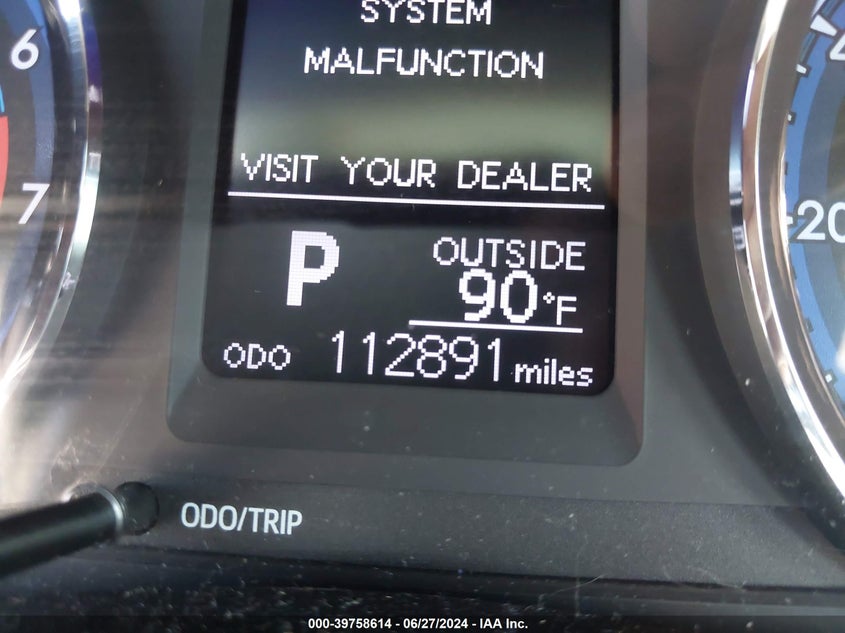 SYSTEM
MALFUNCTION
VISIT YOUR DEALER
6
7
P
OUTSIDE
90°F
20
ODO 112891 miles
ODO/TRIP
000-39758614 - 06/27/2024 - IAA Inc.